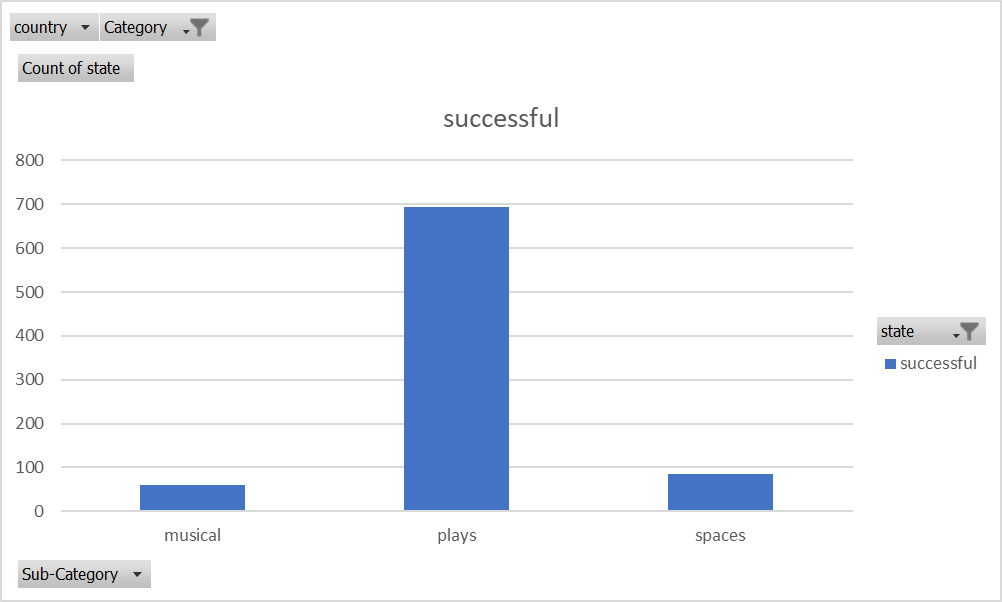 country Category
Count of state
successful
800
700
600
500
400
300
200
100
0
state
successful
musical plays spaces
Sub-Category